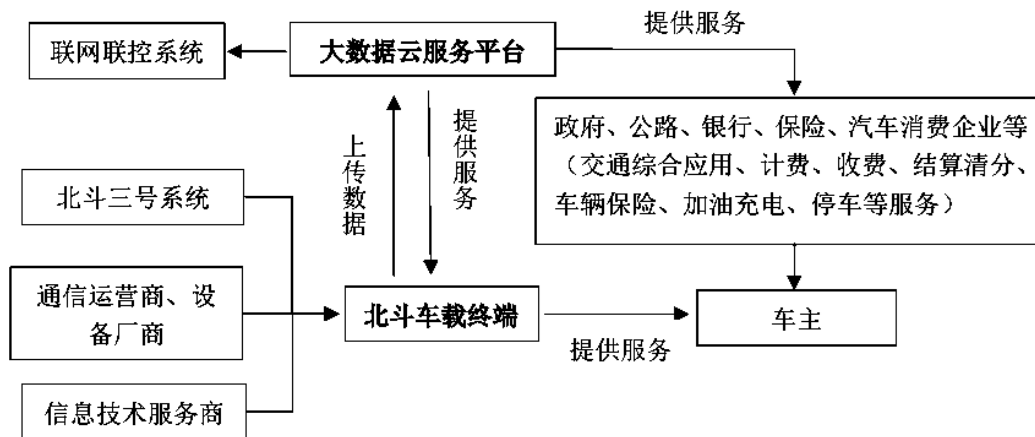 提供服务
联网联控系统
大数据云服务平台
政府、公路、银行、保险、汽车消费企业等
（交通综合应用、计费、收费、结算清分、
车辆保险、加油充电、停车等服务）
上传数据
提供服务
北斗三号系统
通信运营商、设
备厂商
北斗车载终端
车主
提供服务
信息技术服务商